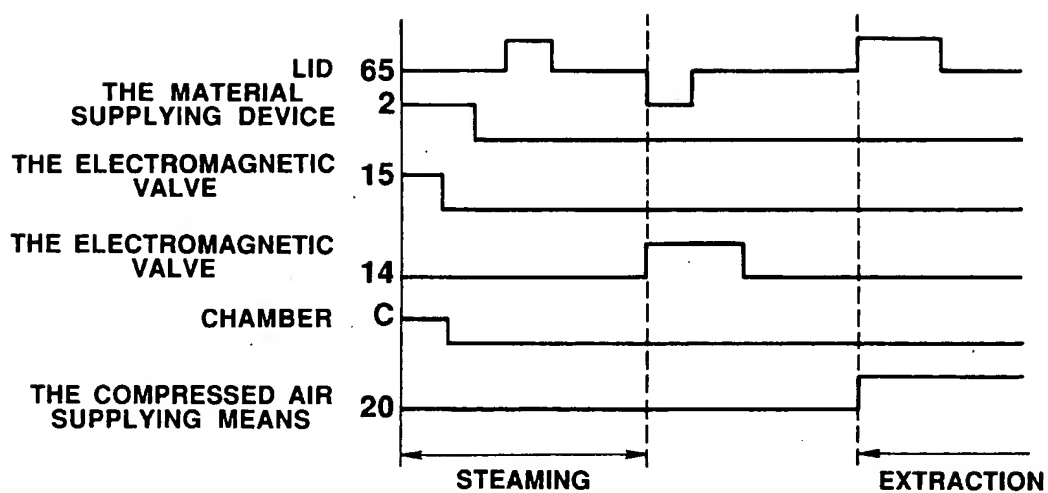 LID 65
THE MATERIAL 2
SUPPLYING DEVICE
THE ELECTROMAGNETIC 15
VALVE
THE ELECTROMAGNETIC
VALVE 14
CHAMBER C
THE COMPRESSED AIR 20
SUPPLYING MEANS
STEAMING
EXTRACTION